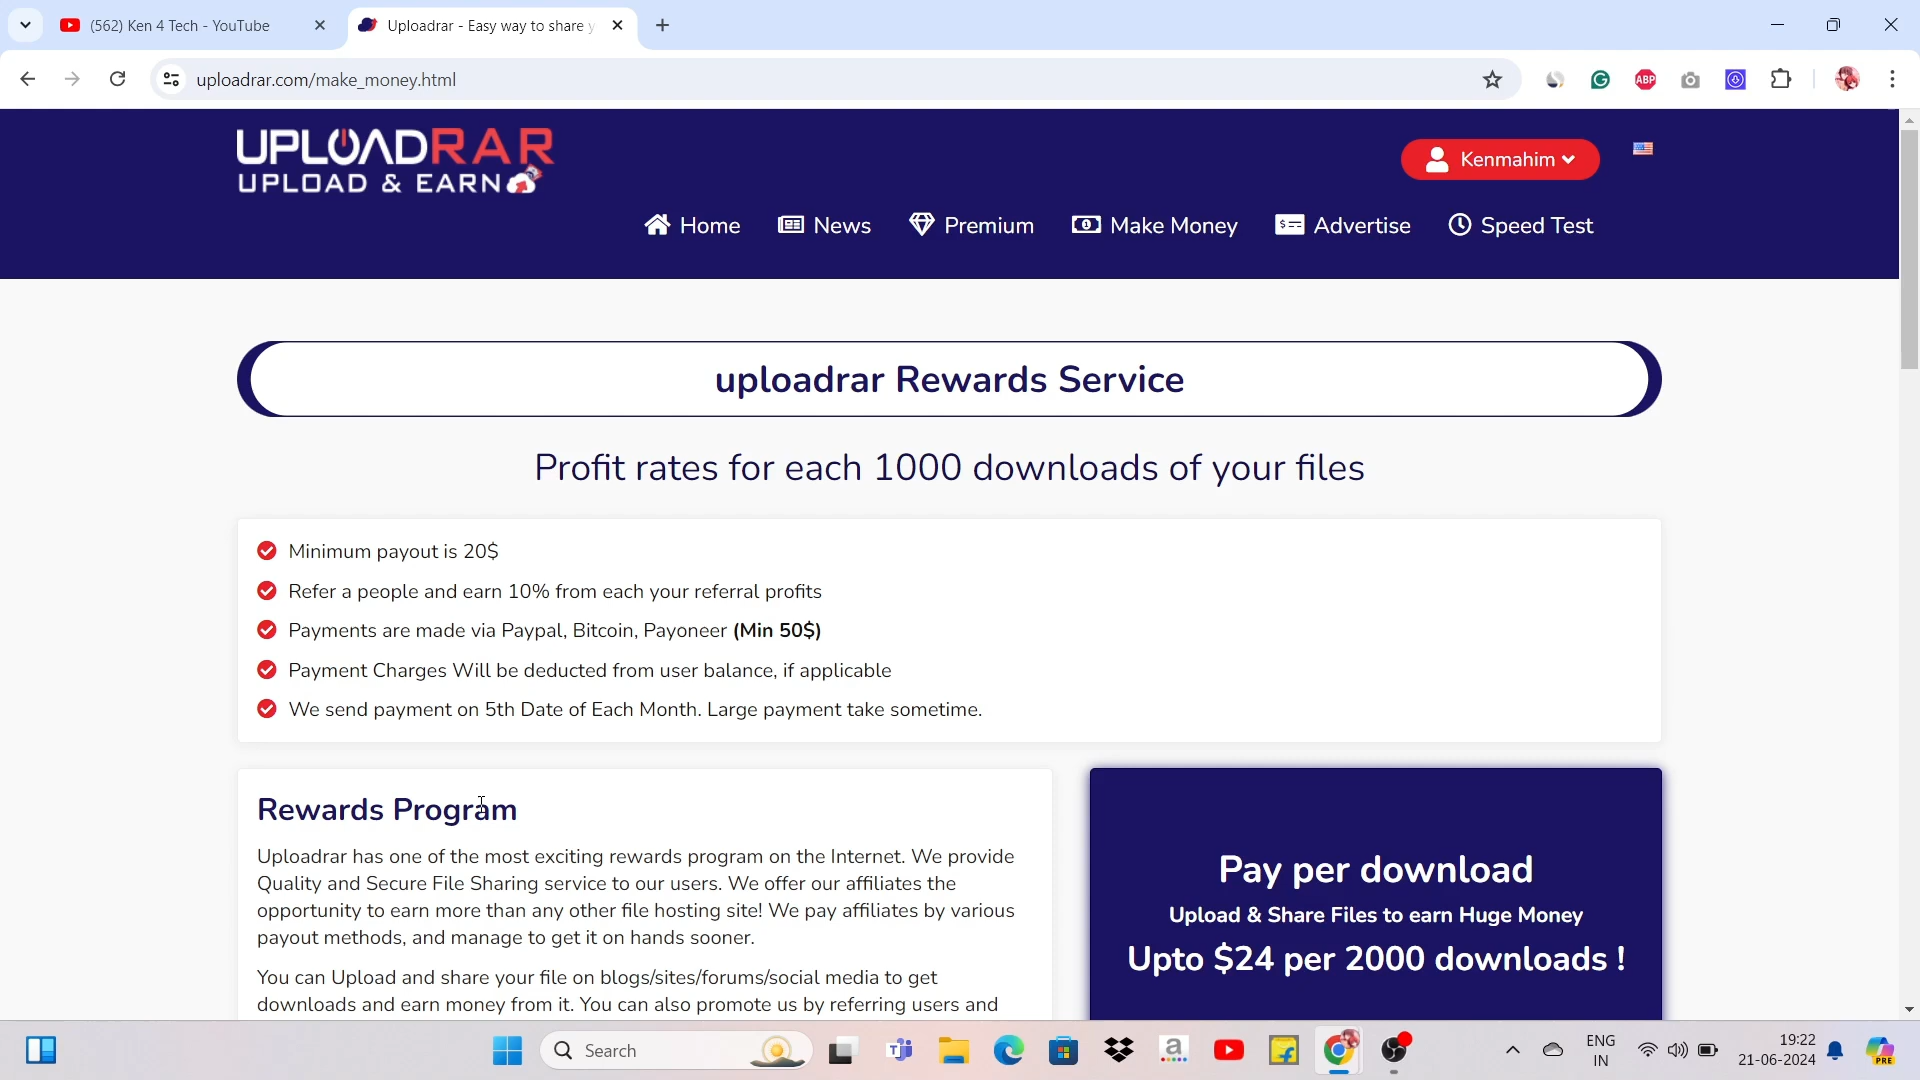 (562) Ken 4 Tech - YouTube
Uploadrar - Easy way to share y
uploadrar.com/make_money.html
ABP
UPLOADRAR
UPLOAD & EARN
Kenmahim
Home
News
Premium
Make Money
Advertise
Speed Test
uploadrar Rewards Service
Profit rates for each 1000 downloads of your files
Minimum payout is 20$
Refer a people and earn 10% from each your referral profits
Payments are made via Paypal, Bitcoin, Payoneer (Min 50$)
Payment Charges Will be deducted from user balance, if applicable
We send payment on 5th Date of Each Month. Large payment take sometime.
Rewards Program
Uploadrar has one of the most exciting rewards program on the Internet. We provide
Quality and Secure File Sharing service to our users. We offer our affiliates the
opportunity to earn more than any other file hosting site! We pay affiliates by various
payout methods, and manage to get it on hands sooner.
You can Upload and share your file on blogs/sites/forums/social media to get
downloads and earn money from it. You can also promote us by referring users and
Pay per download
Upload & Share Files to earn Huge Money
Upto $24 per 2000 downloads !
Search
ENG
IN
19:22
21-06-2024
PRE